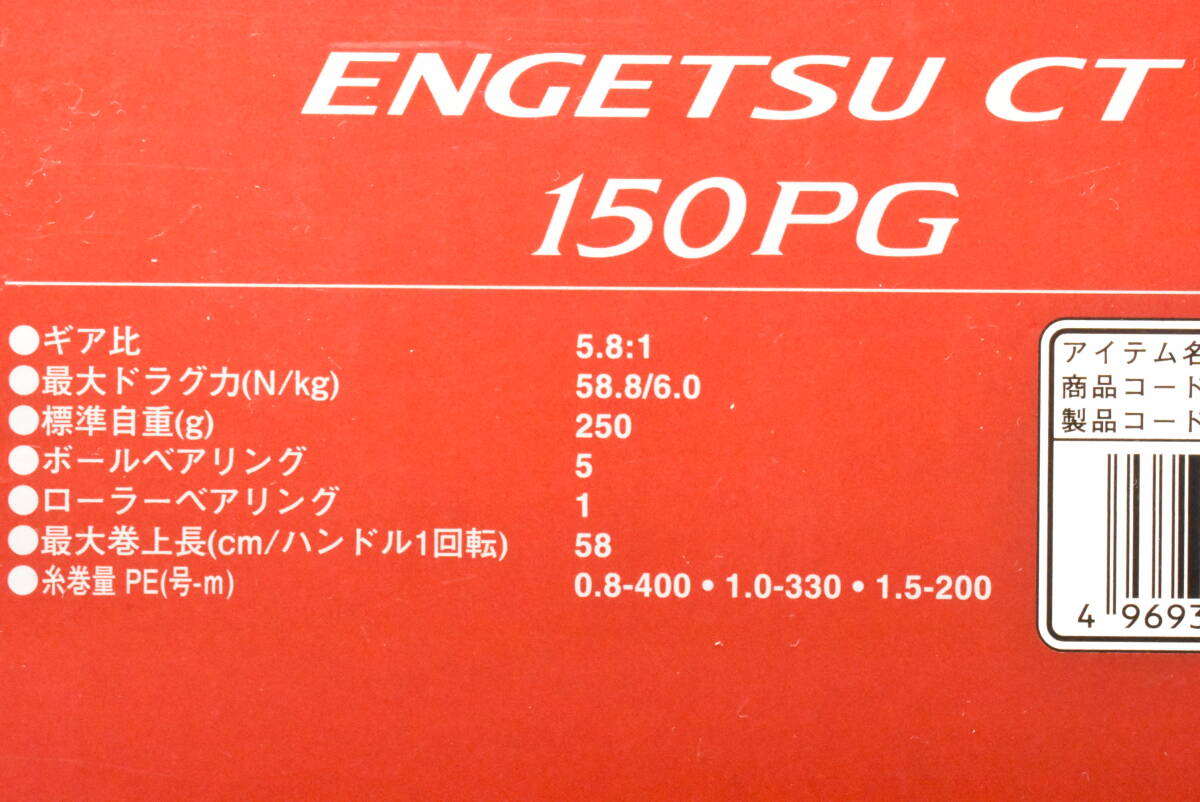 ENGETSU CT
150PG
●ギア比 5.8:1
●最大ドラグ力(N/kg) 58.8/6.0
●標準自重(g) 250
●ボールベアリング 5
●ローラーベアリング 1
●最大巻上長(cm/ハンドル1回転) 58
●糸巻量 PE(号-m) 0.8-400・1.0-330・1.5-200
アイテム名
商品コード
製品コード
4 9693